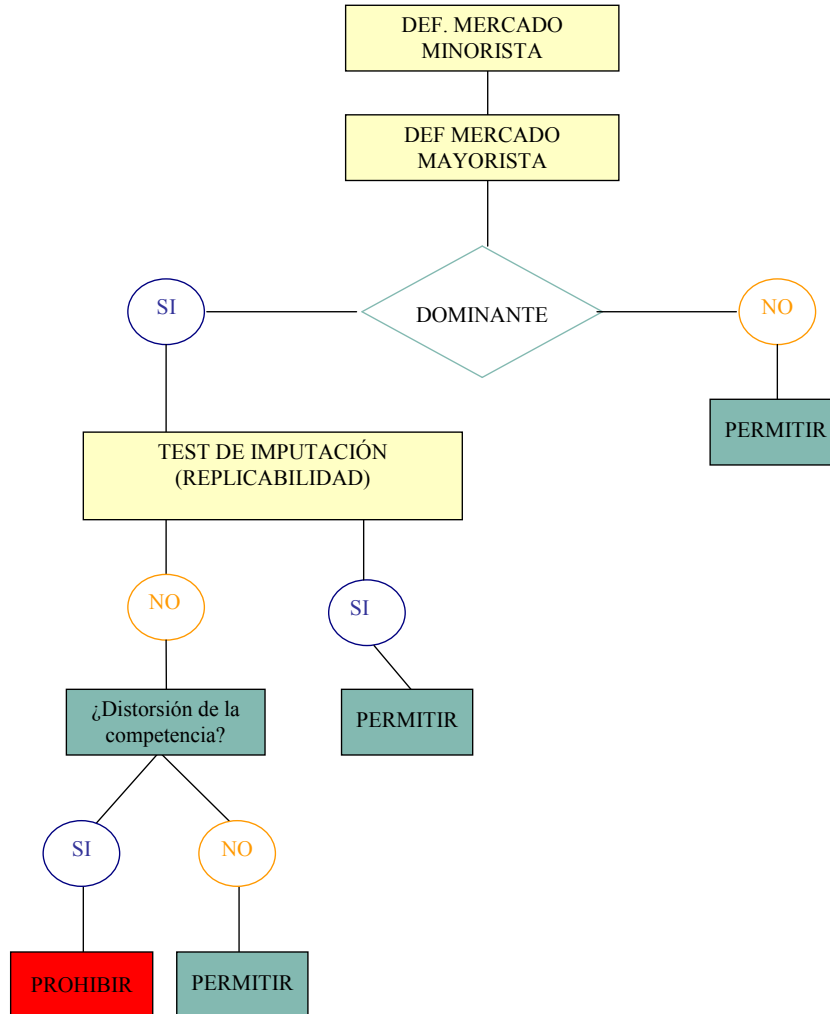 DEF. MERCADO
MINORISTA
DEF MERCADO
MAYORISTA
SI
DOMINANTE
NO
PERMITIR
TEST DE IMPUTACIÓN
(REPLICABILIDAD)
NO
SI
¿Distorsión de la
competencia?
PERMITIR
SI
NO
PROHIBIR
PERMITIR